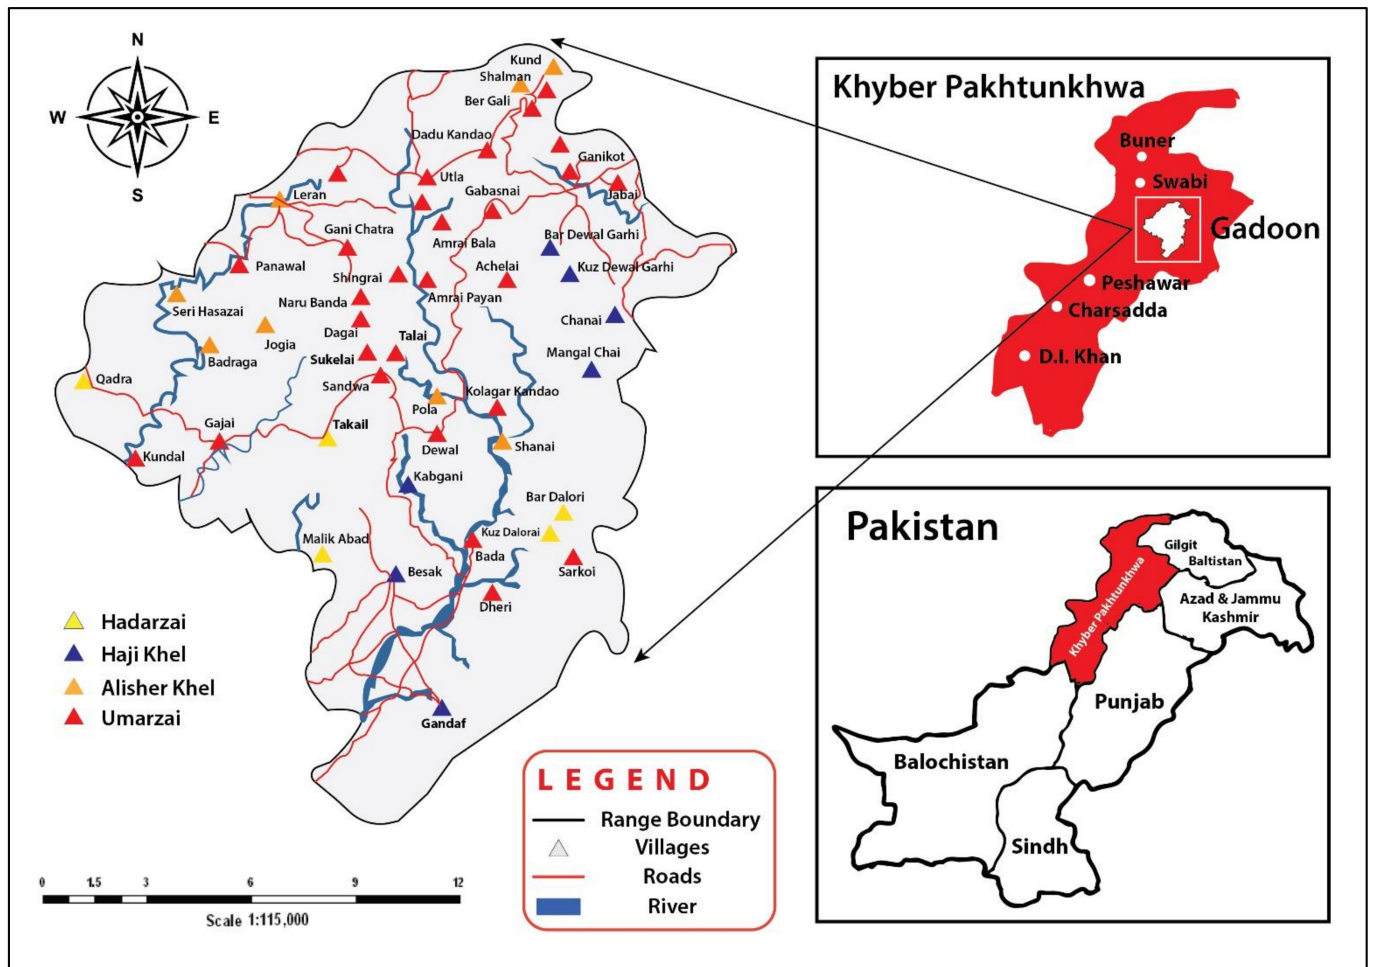 N
W
E
S
Kund
Shalman
Ber Gali
Dadu Kandao
Ganikot
Utla
Leran
Gabasnai
Jabai
Gani Chatra
Amrai Bala
Bar Dewal Garhi
Panawal
Shingrai
Achelai
Kuz Dewal Garhi
Seri Hasazai
Naru Banda
Amrai Payan
Dagai
Chanai
Jogia
Talai
Badraga
Sukelai
Mangal Chai
Qadra
Sandwa
Kolagar Kandao
Pola
Gajai
Takail
Kundal
Dewal
Shanai
Kabgani
Bar Dalori
Malik Abad
Kuz Dalorai
Bada
Besak
Sarkoi
Dheri
Gandaf
Hadarzai
Haji Khel
Alisher Khel
Umarzai
LEGEND
Range Boundary
Villages
Roads
River
0 1.5 3 6 9 12
Scale 1:115,000
Khyber Pakhtunkhwa
Buner
Swabi
Gadoon
Peshawar
Charsadda
D.I. Khan
Pakistan
Gilgit
Baltistan
Khyber Pakhtunkhwa
Azad & Jammu
Kashmir
Punjab
Balochistan
Sindh